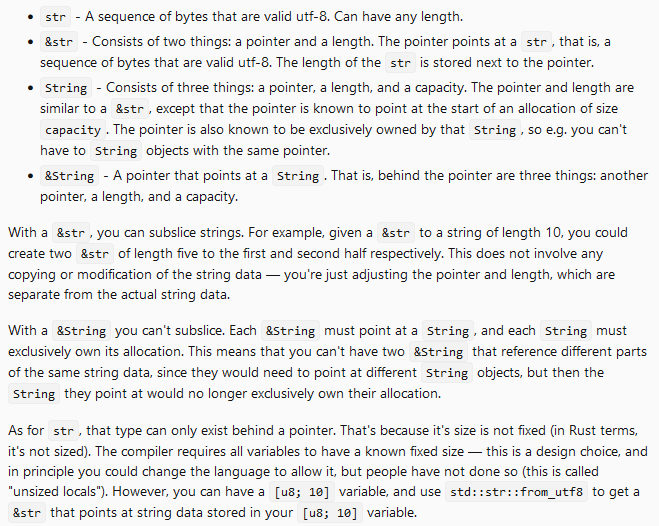 str - A sequence of bytes that are valid utf-8. Can have any length.
&str - Consists of two things: a pointer and a length. The pointer points at a str, that is, a
sequence of bytes that are valid utf-8. The length of the str is stored next to the pointer.
String - Consists of three things: a pointer, a length, and a capacity. The pointer and length are
similar to a &str, except that the pointer is known to point at the start of an allocation of size
capacity. The pointer is also known to be exclusively owned by that String, so e.g. you can't
have to String objects with the same pointer.
&String - A pointer that points at a String. That is, behind the pointer are three things: another
pointer, a length, and a capacity.
With a &str, you can subslice strings. For example, given a &str to a string of length 10, you could
create two &str of length five to the first and second half respectively. This does not involve any
copying or modification of the string data — you're just adjusting the pointer and length, which are
separate from the actual string data.
With a &String you can't subslice. Each &String must point at a String, and each String must
exclusively own its allocation. This means that you can't have two &String that reference different parts
of the same string data, since they would need to point at different String objects, but then the
String they point at would no longer exclusively own their allocation.
As for str, that type can only exist behind a pointer. That's because it's size is not fixed (in Rust terms,
it's not sized). The compiler requires all variables to have a known fixed size — this is a design choice, and
in principle you could change the language to allow it, but people have not done so (this is called
"unsized locals"). However, you can have a [u8; 10] variable, and use std::str::from_utf8 to get a
&str that points at string data stored in your [u8; 10] variable.